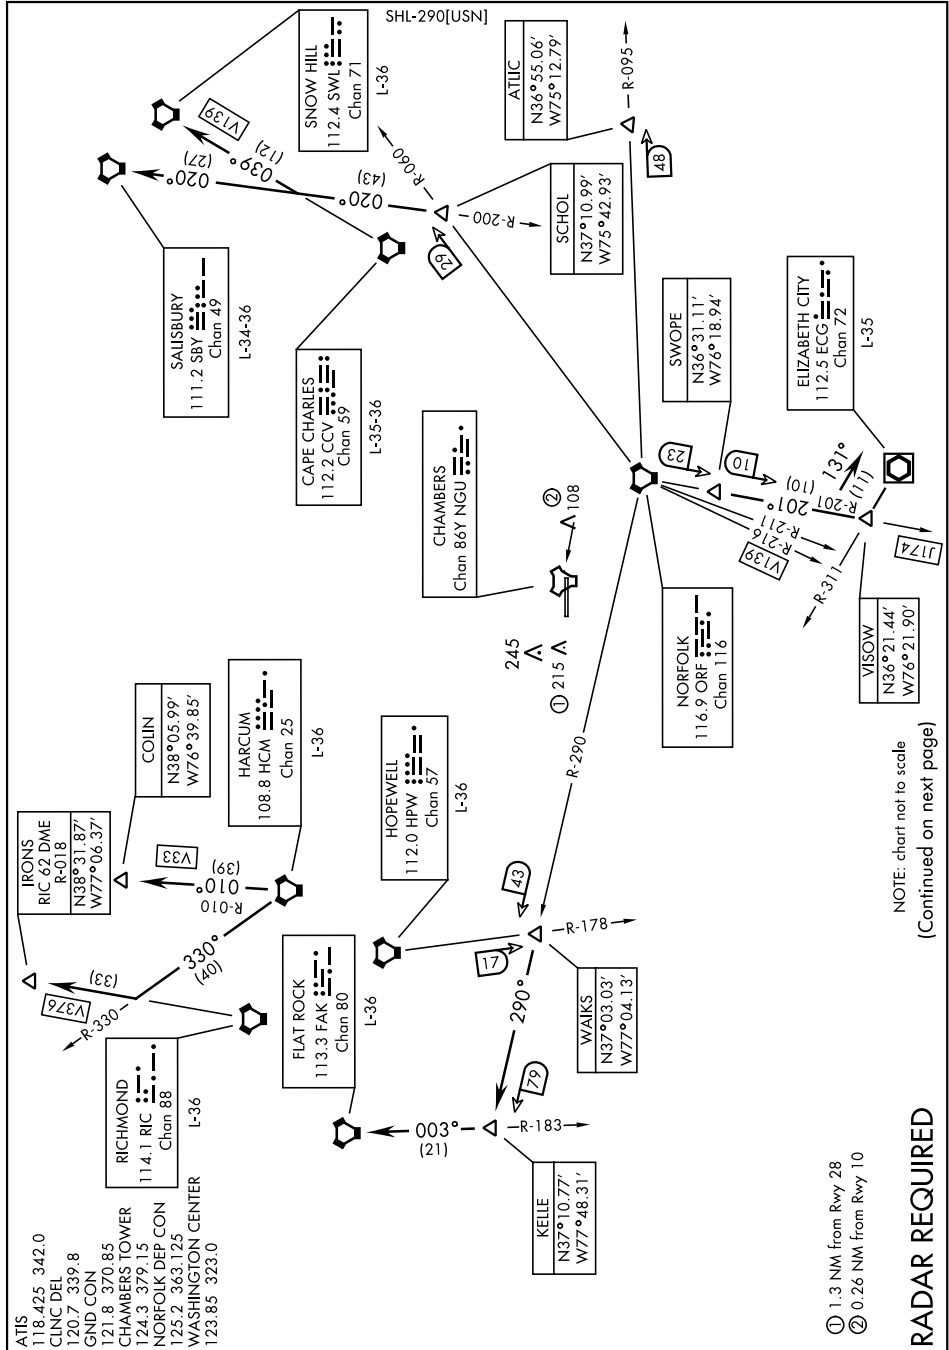 ATIS
118.425 342.0
CLNC DEL
120.7 339.8
GND CON
121.8 370.85
CHAMBERS TOWER
124.3 379.15
NORFOLK DEP CON
125.2 363.125
WASHINGTON CENTER
123.85 323.0
SHL-290[USN]
IRONS
RIC 62 DME
R-018
N38°31.87′
W77°06.37′
COLIN
N38°05.99′
W76°39.85′
HARCUM
108.8 HCM
Chan 25
L-36
RICHMOND
114.1 RIC
Chan 88
L-36
V376
(33)
R-330
330°
(40)
V33
010°
(39)
R-010
FLAT ROCK
113.3 FAK
Chan 80
L-36
HOPEWELL
112.0 HPW
Chan 57
L-36
003°
(21)
R-183
KELLE
N37°10.77′
W77°48.31′
79
290°
17
43
R-178
WAIKS
N37°03.03′
W77°04.13′
R-290
SALISBURY
111.2 SBY
Chan 49
L-34-36
SNOW HILL
112.4 SWL
Chan 71
L-36
V139
039°
(12)
020°
(27)
020°
(43)
CAPE CHARLES
112.2 CCV
Chan 59
L-35-36
R-060
R-200
29
SCHOL
N37°10.99′
W75°42.93′
ATLIC
N36°55.06′
W75°12.79′
R-095
48
CHAMBERS
Chan 86Y NGU
245
① 215
②
108
NORFOLK
116.9 ORF
Chan 116
SWOPE
N36°31.11′
W76°18.94′
23
10
201°
(10)
R-201
R-211
R-216
V139
131°
(11)
R-311
J174
ELIZABETH CITY
112.5 ECG
Chan 72
L-35
VISOW
N36°21.44′
W76°21.90′
NOTE: chart not to scale
(Continued on next page)
① 1.3 NM from Rwy 28
② 0.26 NM from Rwy 10
RADAR REQUIRED